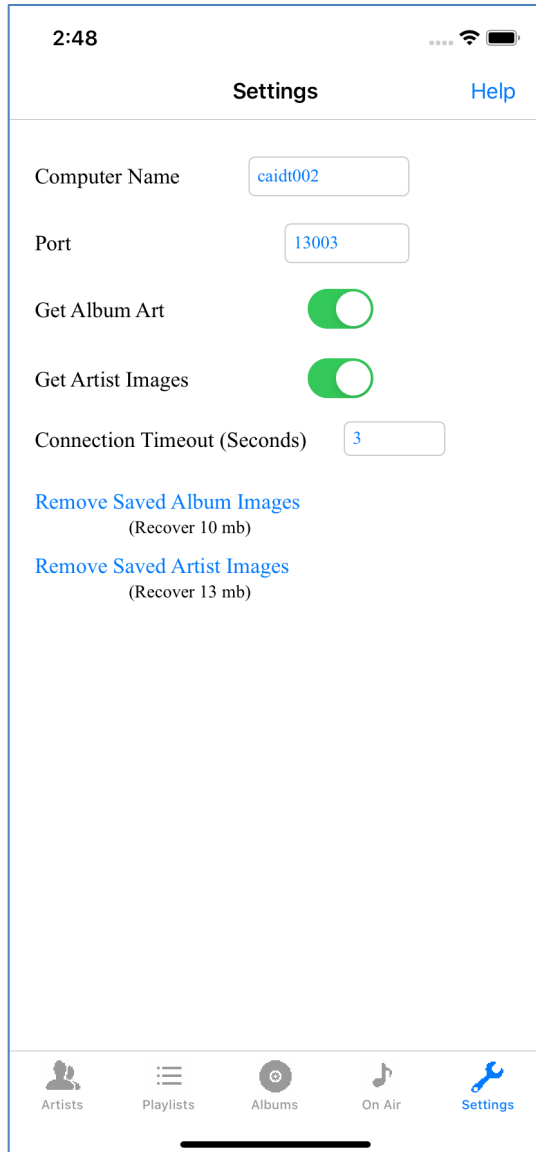 2:48
Settings Help
Computer Name caidt002
Port 13003
Get Album Art
Get Artist Images
Connection Timeout (Seconds) 3
Remove Saved Album Images
(Recover 10 mb)
Remove Saved Artist Images
(Recover 13 mb)
Artists Playlists Albums On Air Settings